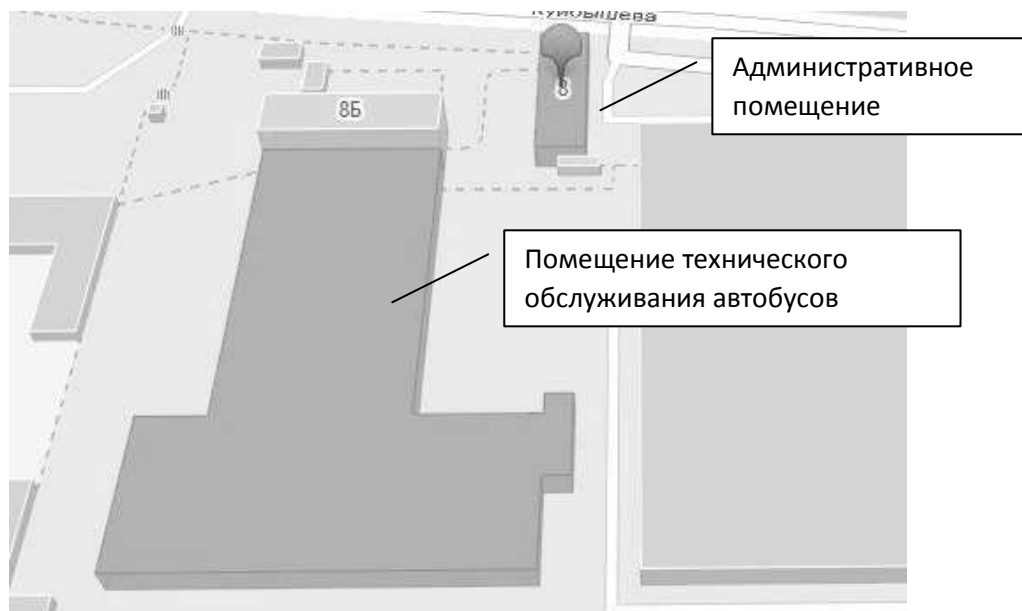 Куйбышева
Административное
помещение
8
8Б
Помещение технического
обслуживания автобусов